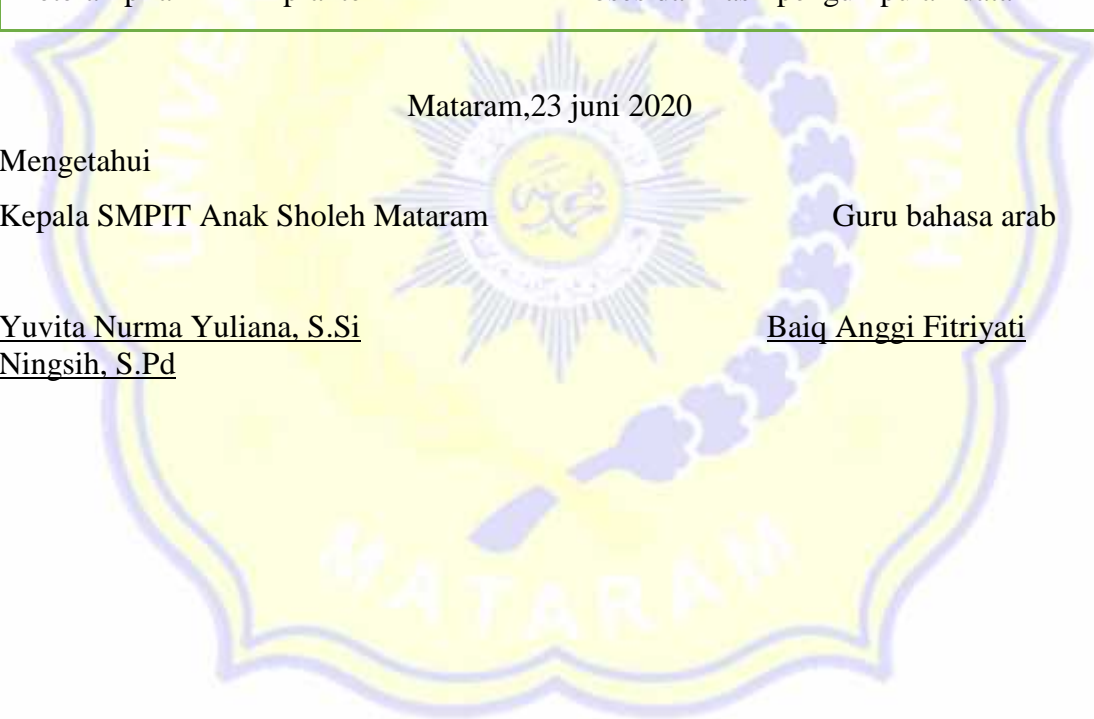 Mataram,23 juni 2020
Mengetahui
Kepala SMPIT Anak Sholeh Mataram Guru bahasa arab
Yuvita Nurma Yuliana, S.Si Baiq Anggi Fitriyati
Ningsih, S.Pd
MATARAM